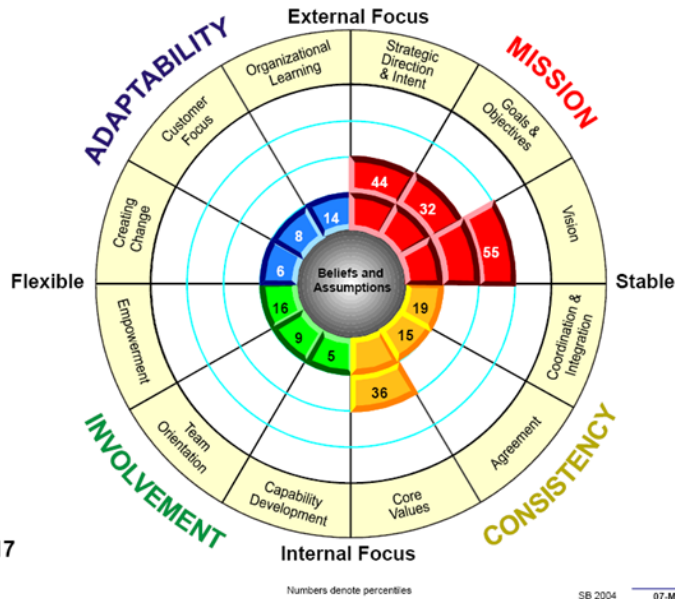 External Focus
ADAPTABILITY
MISSION
Organizational
Learning
Strategic
Direction
& Intent
Customer
Focus
Goals &
Objectives
Creating
Change
Vision
44
32
55
14
8
6
Flexible
Beliefs and
Assumptions
Stable
16
9
5
19
15
36
Empowerment
Coordination &
Integration
Team
Orientation
Agreement
Capability
Development
Core
Values
INVOLVEMENT
CONSISTENCY
Internal Focus
Numbers denote percentiles
SB 2004